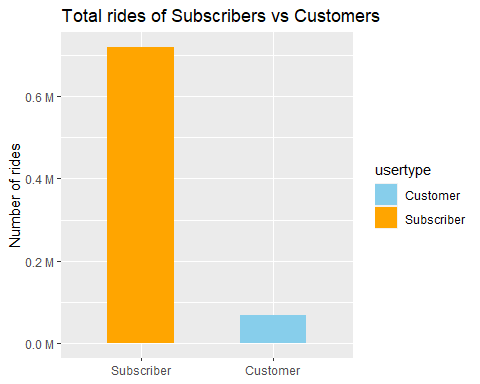 Total rides of Subscribers vs Customers
Number of rides
0.6 M
0.4 M
0.2 M
0.0 M
Subscriber
Customer
usertype
Customer
Subscriber